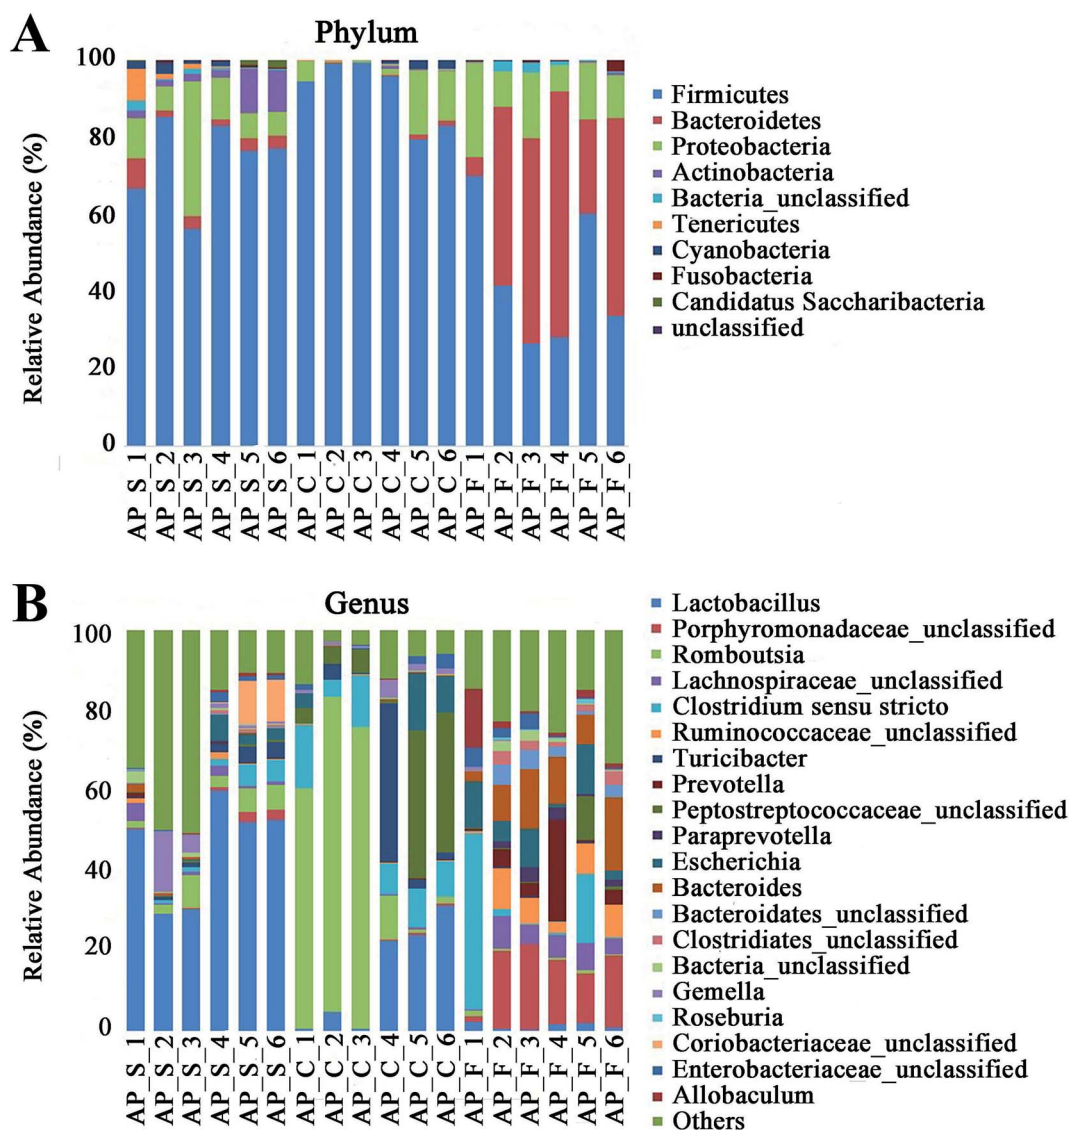 A
Phylum
Relative Abundance (%)
100
80
60
40
20
0
AP_S_1
AP_S_2
AP_S_3
AP_S_4
AP_S_5
AP_S_6
AP_C_1
AP_C_2
AP_C_3
AP_C_4
AP_C_5
AP_C_6
AP_F_1
AP_F_2
AP_F_3
AP_F_4
AP_F_5
AP_F_6
Firmicutes
Bacteroidetes
Proteobacteria
Actinobacteria
Bacteria_unclassified
Tenericutes
Cyanobacteria
Fusobacteria
Candidatus Saccharibacteria
unclassified
B
Genus
Relative Abundance (%)
100
80
60
40
20
0
AP_S_1
AP_S_2
AP_S_3
AP_S_4
AP_S_5
AP_S_6
AP_C_1
AP_C_2
AP_C_3
AP_C_4
AP_C_5
AP_C_6
AP_F_1
AP_F_2
AP_F_3
AP_F_4
AP_F_5
AP_F_6
Lactobacillus
Porphyromonadaceae_unclassified
Romboutsia
Lachnospiraceae_unclassified
Clostridium sensu stricto
Ruminococcaceae_unclassified
Turicibacter
Prevotella
Peptostreptococcaceae_unclassified
Paraprevotella
Escherichia
Bacteroides
Bacteroidates_unclassified
Clostridiates_unclassified
Bacteria_unclassified
Gemella
Roseburia
Coriobacteriaceae_unclassified
Enterobacteriaceae_unclassified
Allobaculum
Others